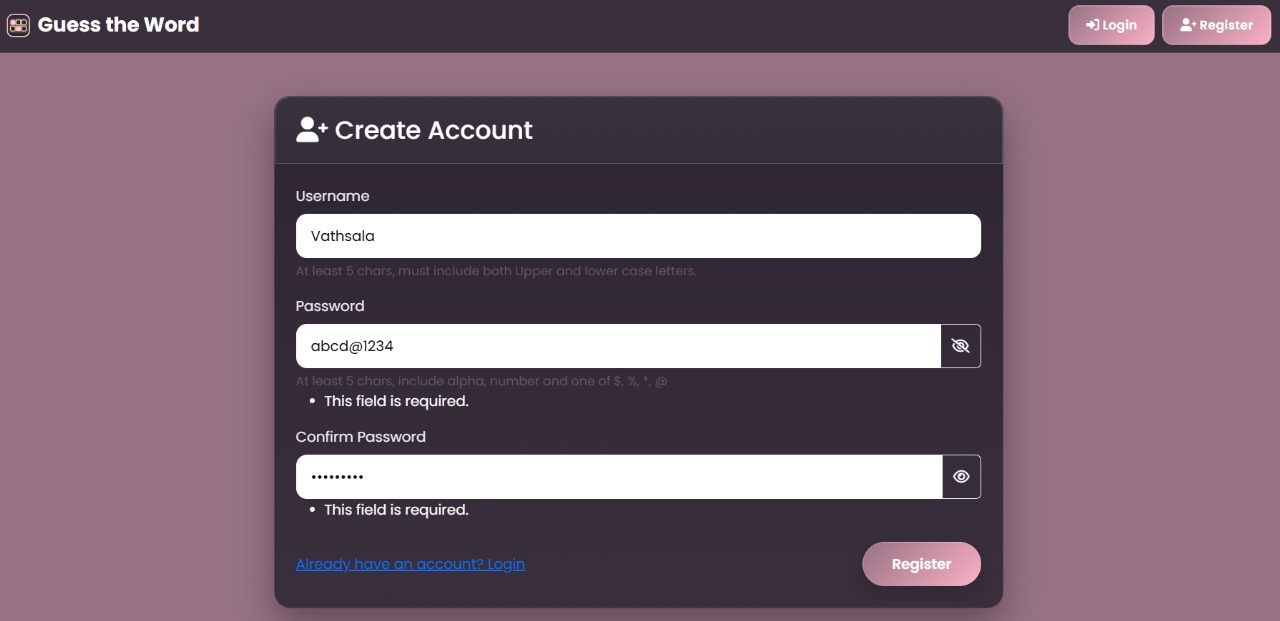 Guess the Word
Login
Register
Create Account
Username
Vathsala
At least 5 chars, must include both Upper and lower case letters.
Password
abcd@1234
At least 5 chars, include alpha, number and one of $, %, *, @
• This field is required.
Confirm Password
•••••••••
• This field is required.
Already have an account? Login
Register